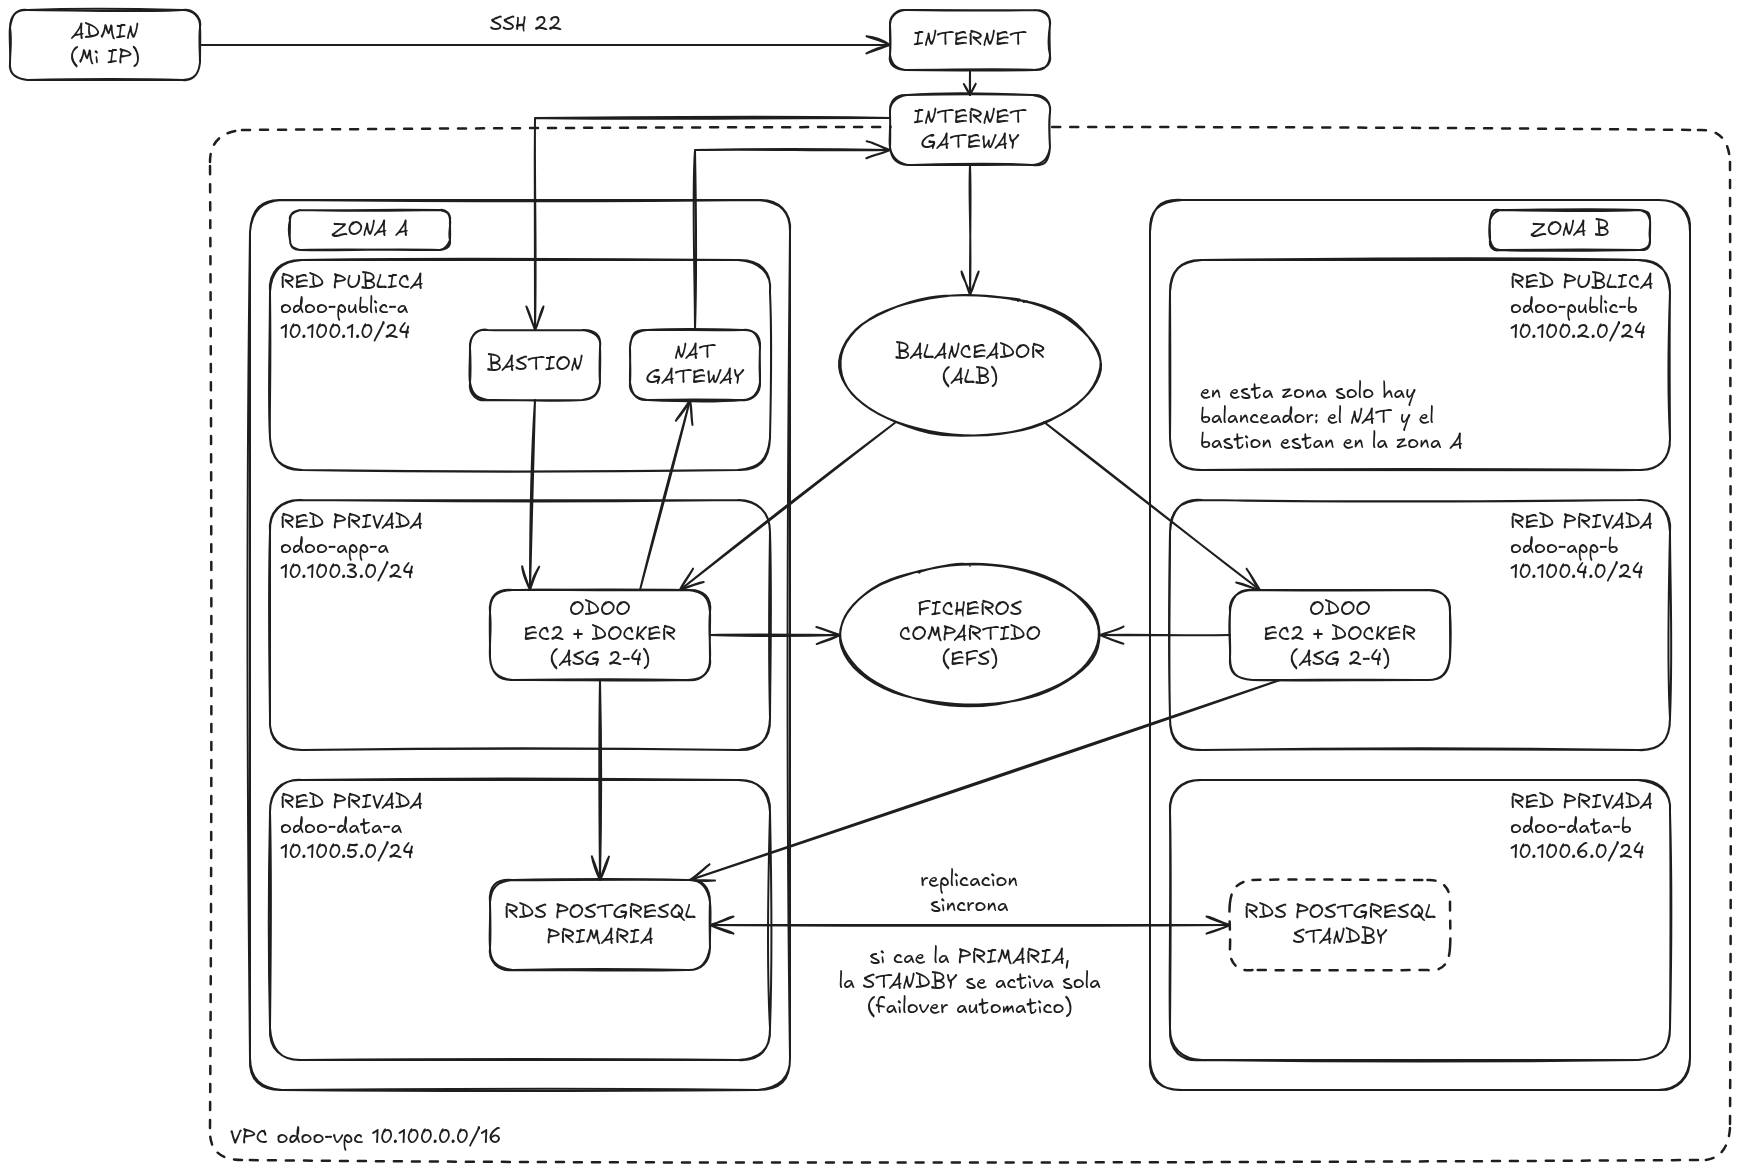 ADMIN
(Mi IP)
SSH 22
INTERNET
INTERNET
GATEWAY
ZONA A
RED PUBLICA
odoo-public-a
10.100.1.0/24
BASTION
NAT
GATEWAY
BALANCEADOR
(ALB)
ZONA B
RED PUBLICA
odoo-public-b
10.100.2.0/24
en esta zona solo hay
balanceador: el NAT y el
bastion estan en la zona A
RED PRIVADA
odoo-app-a
10.100.3.0/24
ODOO
EC2 + DOCKER
(ASG 2-4)
FICHEROS
COMPARTIDO
(EFS)
RED PRIVADA
odoo-app-b
10.100.4.0/24
ODOO
EC2 + DOCKER
(ASG 2-4)
RED PRIVADA
odoo-data-a
10.100.5.0/24
RDS POSTGRESQL
PRIMARIA
replicacion
sincrona
si cae la PRIMARIA,
la STANDBY se activa sola
(failover automatico)
RED PRIVADA
odoo-data-b
10.100.6.0/24
RDS POSTGRESQL
STANDBY
VPC odoo-vpc 10.100.0.0/16